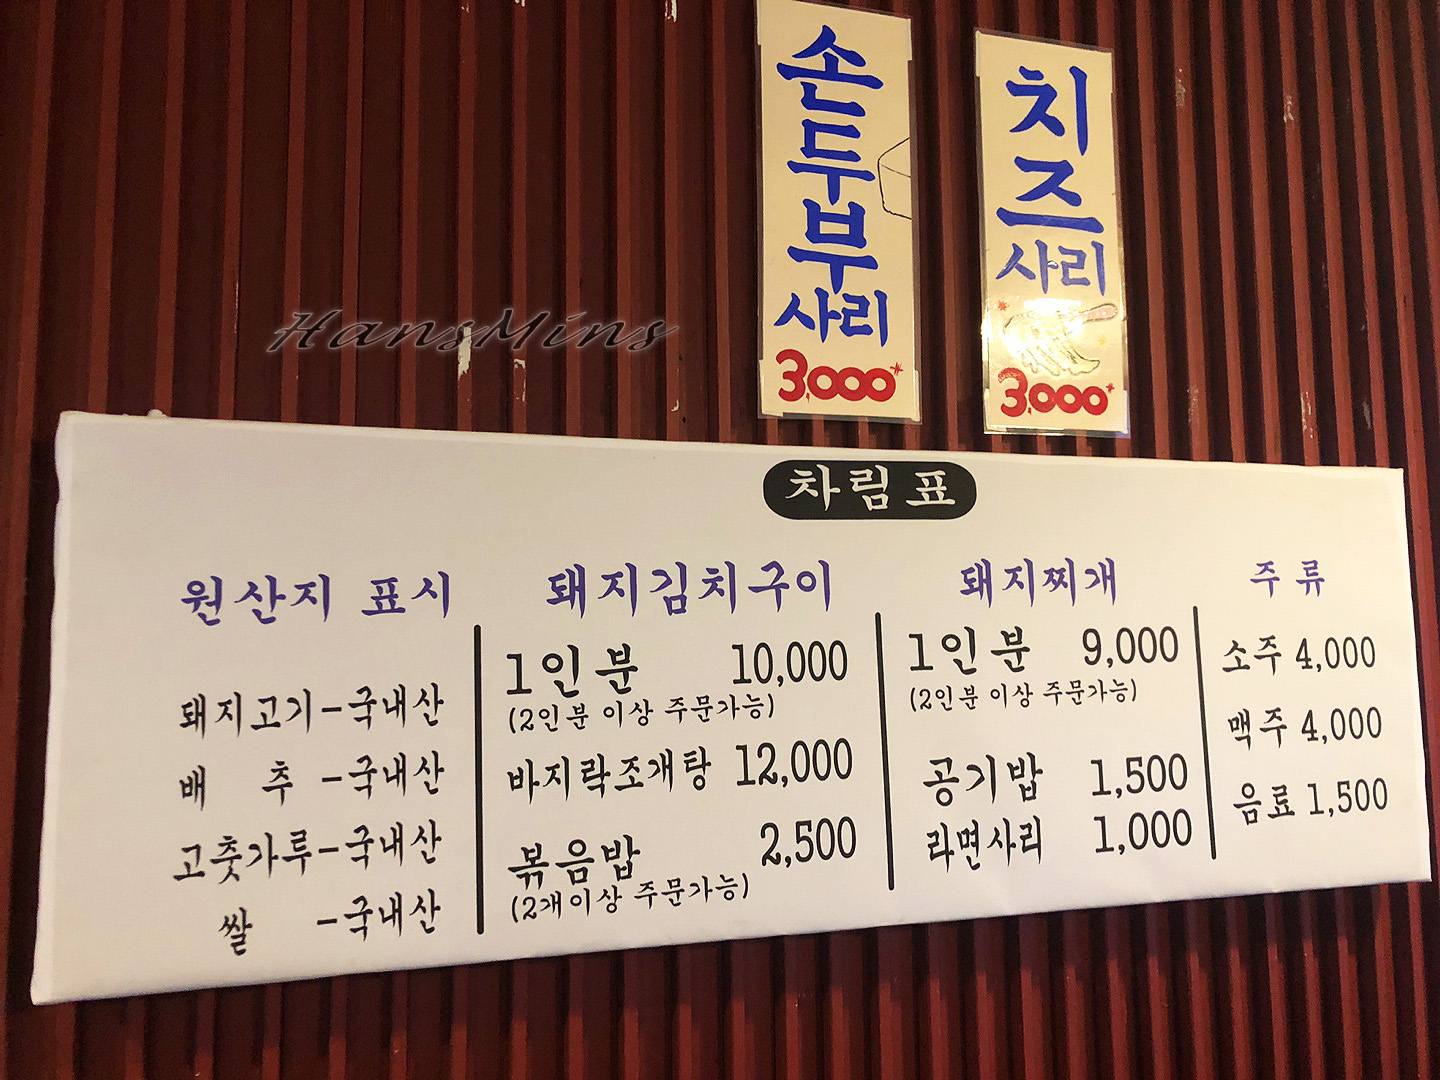 손두부사리
3,000
치즈사리
3,000
HansMins
차림표
원산지 표시
돼지고기-국내산
배 추 -국내산
고춧가루-국내산
쌀 -국내산
돼지김치구이
1인분 10,000
(2인분 이상 주문가능)
바지락조개탕 12,000
볶음밥 2,500
(2개이상 주문가능)
돼지찌개
1인분 9,000
(2인분 이상 주문가능)
공기밥 1,500
라면사리 1,000
주류
소주 4,000
맥주 4,000
음료 1,500